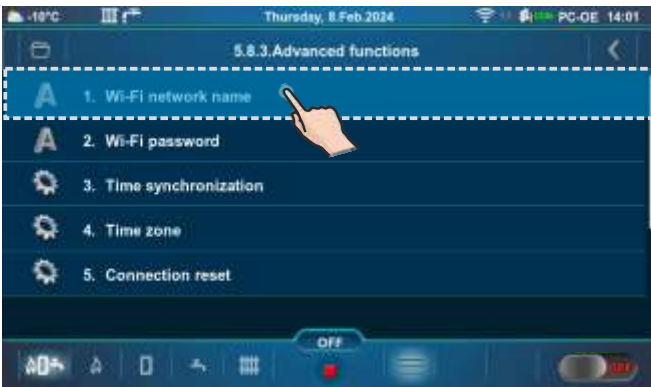 -10°C Thursday, 8.Feb.2024 PC-OE 14:01
5.8.3.Advanced functions
1. Wi-Fi network name
2. Wi-Fi password
3. Time synchronization
4. Time zone
5. Connection reset
OFF
OFF